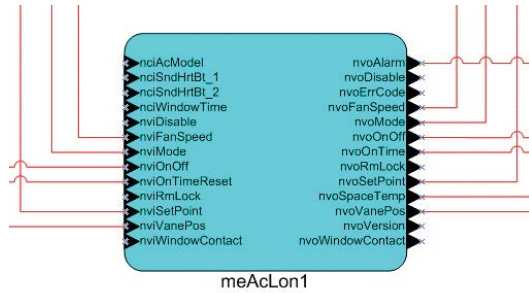 nciAcModel nvoAlarm
nciSndHrtBt_1 nvoDisable
nciSndHrtBt_2 nvoErrCode
nciWindowTime nvoFanSpeed
nviDisable nvoMode
nviFanSpeed nvoOnOff
nviMode nvoOnTime
nviOnOff nvoRmLock
nviOnTimeReset nvoSetPoint
nviRmLock nvoSpaceTemp
nviSetPoint nvoVanePos
nviVanePos nvoVersion
nviWindowContact nvoWindowContact
meAcLon1